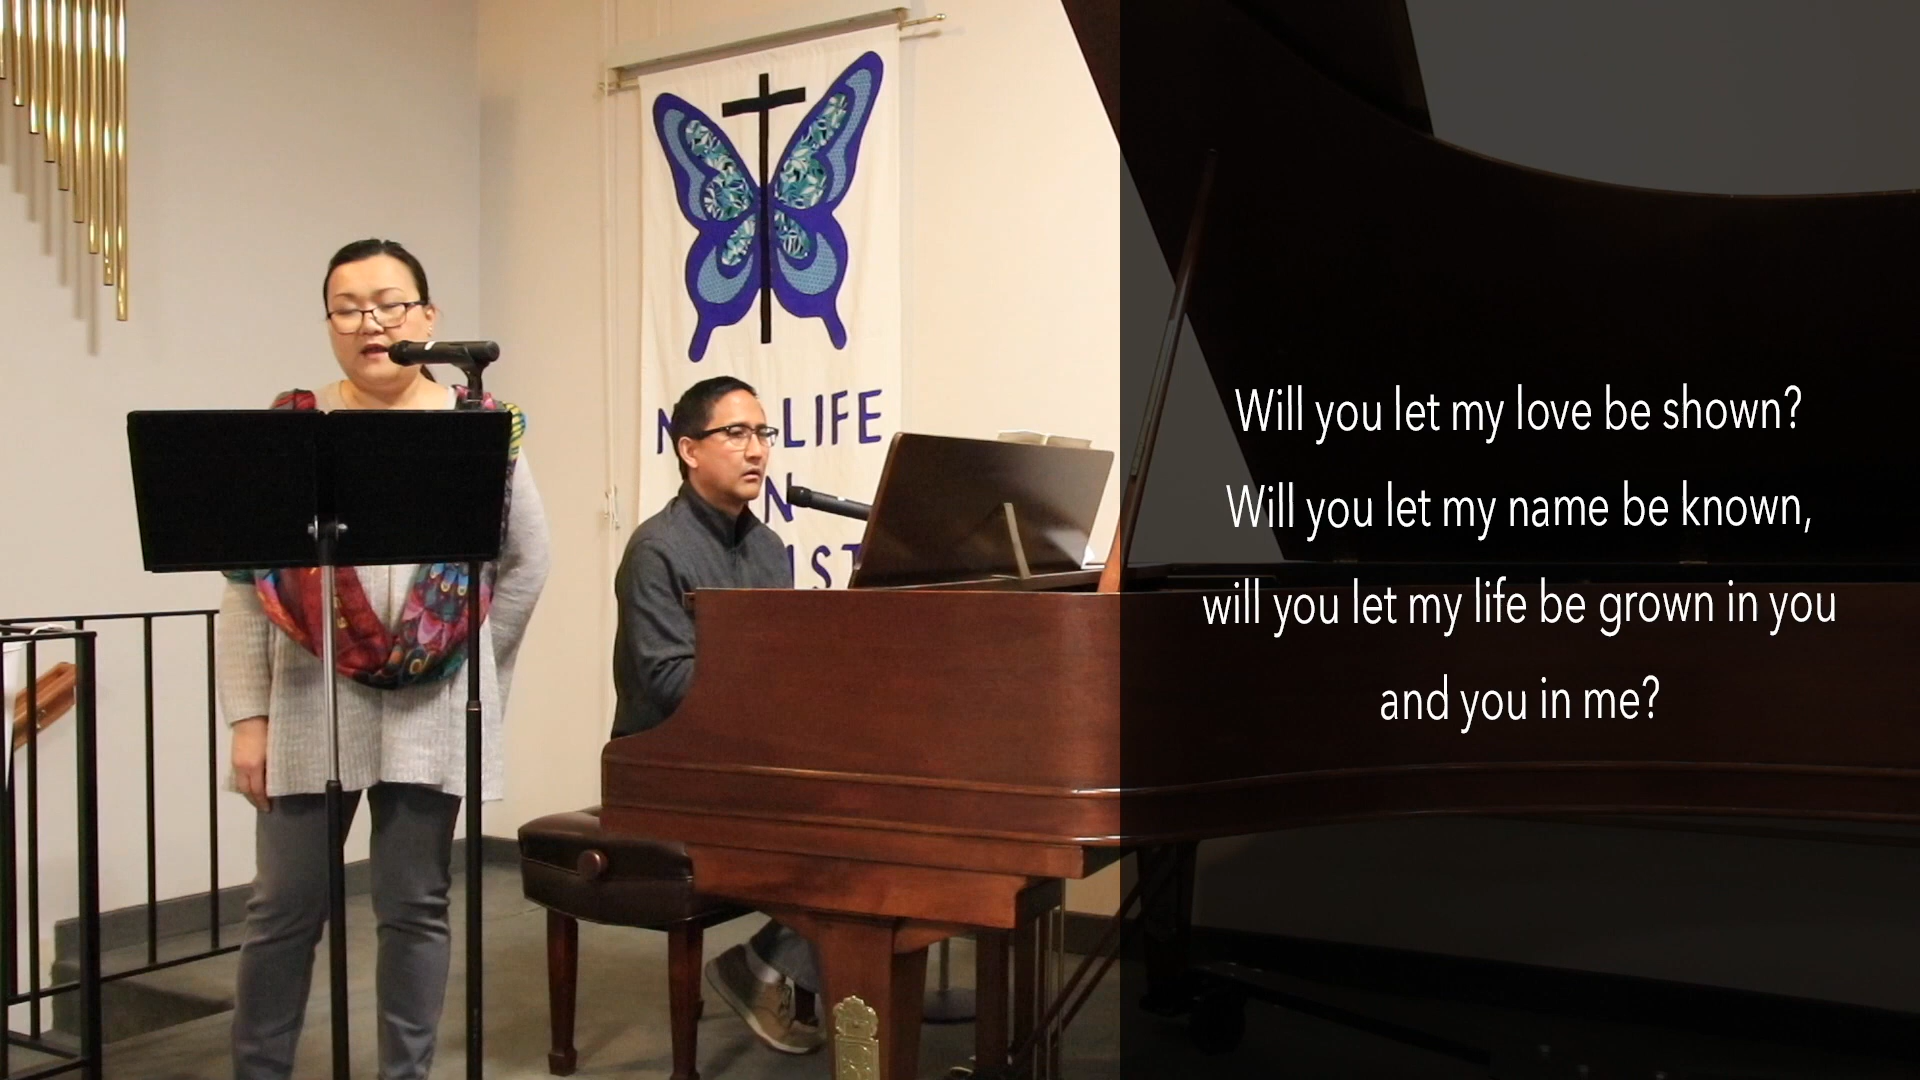 LIFE
Will you let my love be shown?
Will you let my name be known,
will you let my life be grown in you
and you in me?